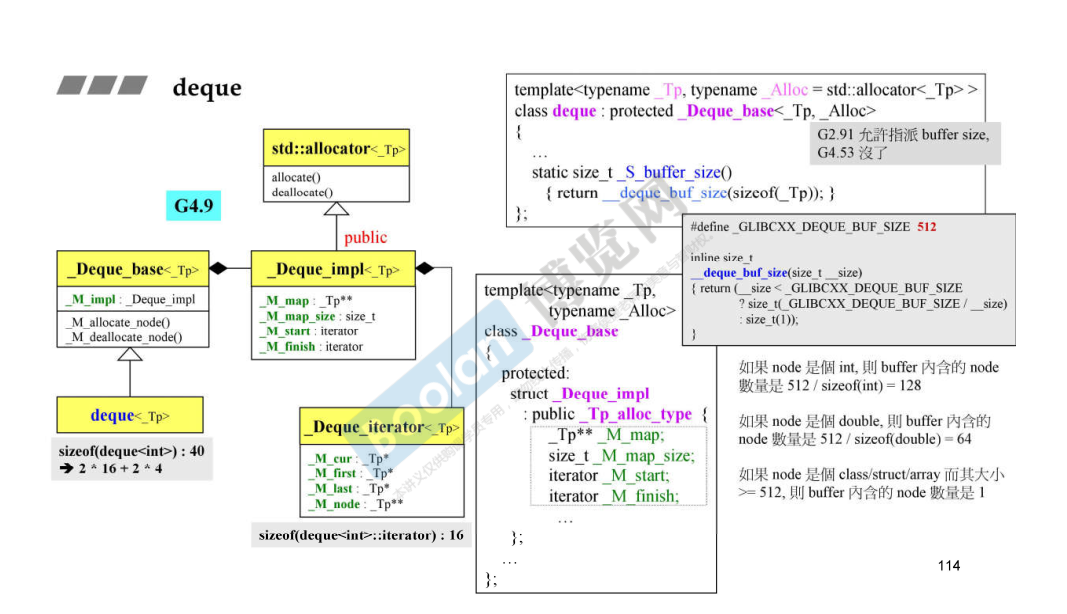 deque
std::allocator<_Tp>
allocate()
deallocate()
G4.9
public
_Deque_base<_Tp>
_M_impl : _Deque_impl
_M_allocate_node()
_M_deallocate_node()
_Deque_impl<_Tp>
_M_map : _Tp**
_M_map_size : size_t
_M_start : iterator
_M_finish : iterator
deque<_Tp>
sizeof(deque<int>) : 40
➔ 2 * 16 + 2 * 4
_Deque_iterator<_Tp>
_M_cur : _Tp*
_M_first : _Tp*
_M_last : _Tp*
_M_node : _Tp**
sizeof(deque<int>::iterator) : 16
template<typename _Tp, typename _Alloc = std::allocator<_Tp> >
class deque : protected _Deque_base<_Tp, _Alloc>
{
...
static size_t _S_buffer_size()
{ return __deque_buf_size(sizeof(_Tp)); }
};
G2.91 允許指派 buffer size,
G4.53 沒了
#define _GLIBCXX_DEQUE_BUF_SIZE 512
inline size_t
__deque_buf_size(size_t __size)
{ return (__size < _GLIBCXX_DEQUE_BUF_SIZE
? size_t(_GLIBCXX_DEQUE_BUF_SIZE / __size)
: size_t(1));
}
template<typename _Tp,
typename _Alloc>
class _Deque_base
{
protected:
struct _Deque_impl
: public _Tp_alloc_type {
_Tp** _M_map;
size_t _M_map_size;
iterator _M_start;
iterator _M_finish;
...
};
...
};
如果 node 是個 int, 則 buffer 內含的 node
數量是 512 / sizeof(int) = 128
如果 node 是個 double, 則 buffer 內含的
node 數量是 512 / sizeof(double) = 64
如果 node 是個 class/struct/array 而其大小
>= 512, 則 buffer 內含的 node 數量是 1
114
boolan
博览网